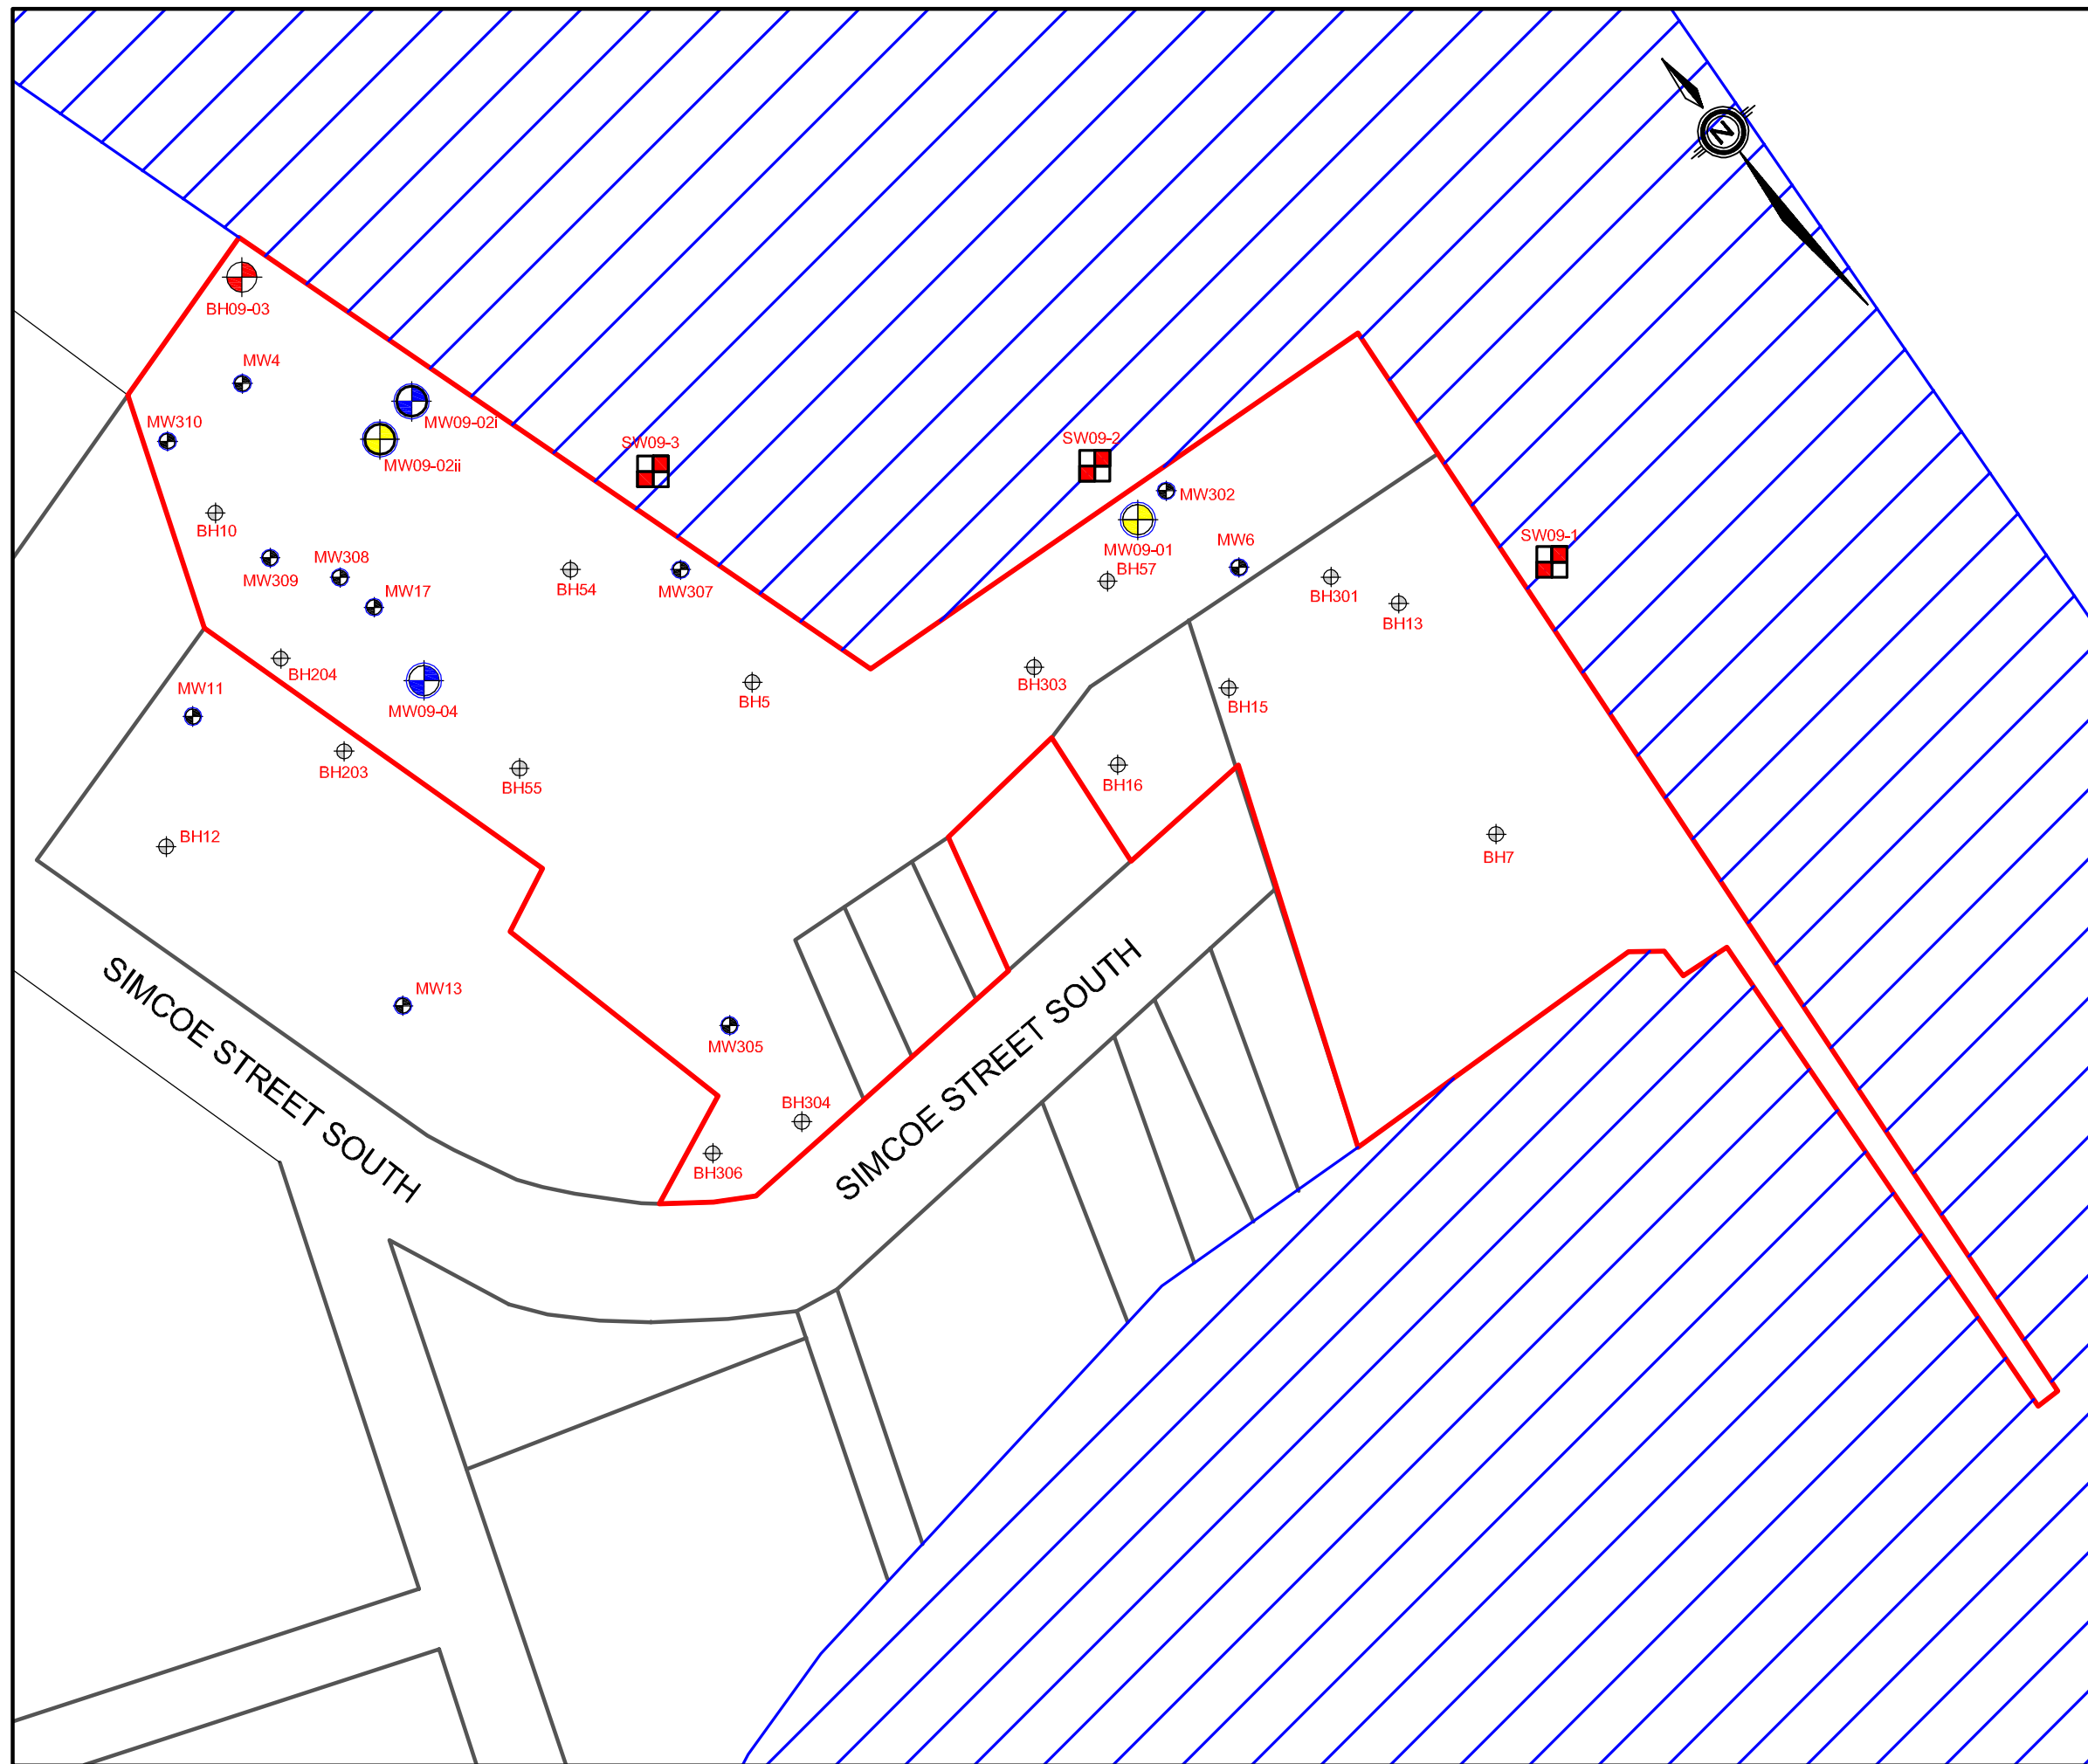 N
BH09-03
MW4
MW310
MW09-02i
MW09-02ii
SW09-3
SW09-2
MW302
MW09-01
BH57
MW6
SW09-1
BH10
MW309
MW308
MW17
BH54
MW307
BH301
BH13
BH204
MW11
MW09-04
BH5
BH303
BH15
BH203
BH55
BH16
BH12
BH7
MW13
MW305
BH304
BH306
SIMCOE STREET SOUTH
SIMCOE STREET SOUTH